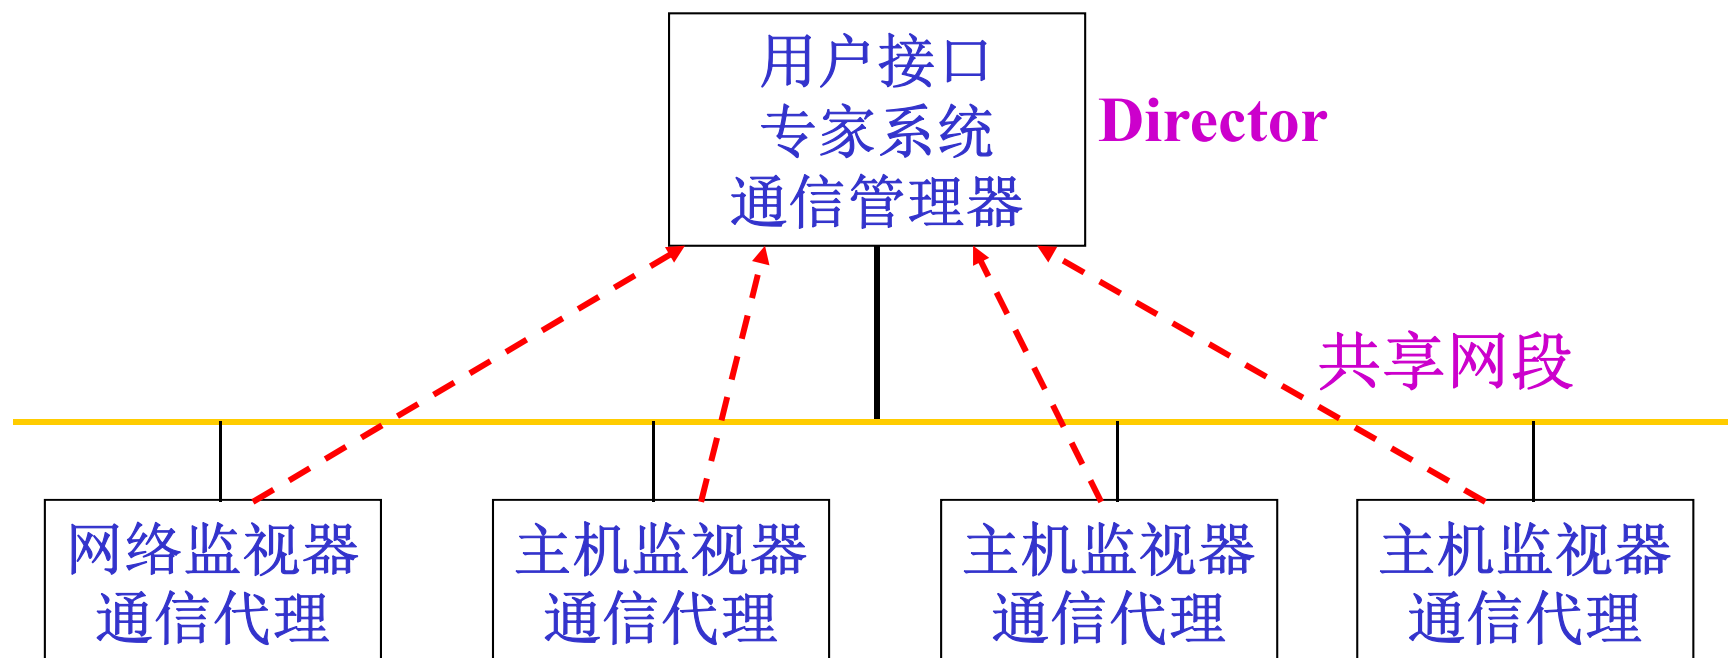 用户接口
专家系统
通信管理器
Director
共享网段
网络监视器
通信代理
主机监视器
通信代理
主机监视器
通信代理
主机监视器
通信代理